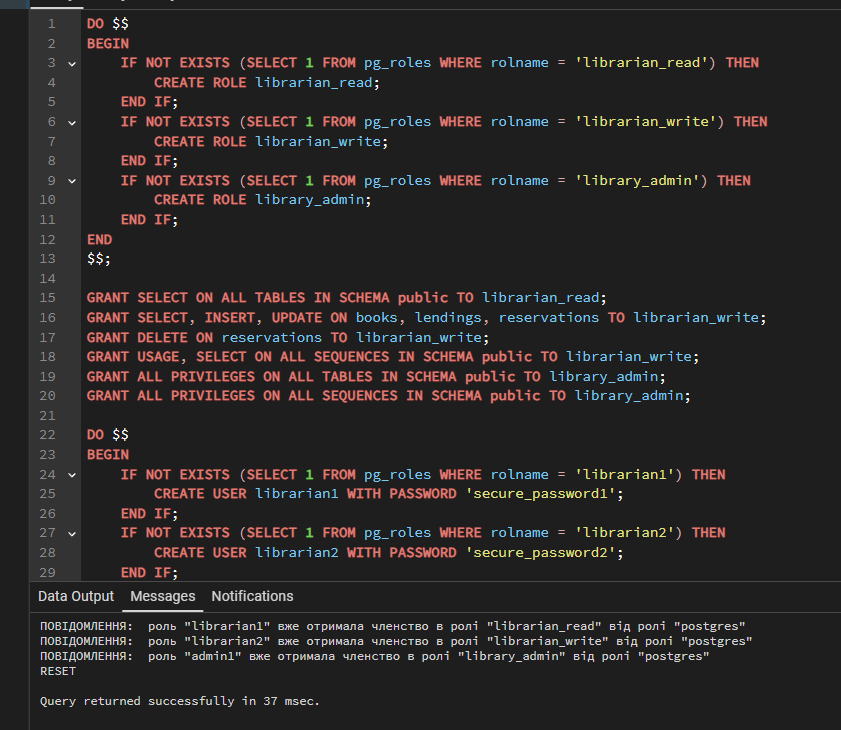 1 DO $$
2 BEGIN
3 IF NOT EXISTS (SELECT 1 FROM pg_roles WHERE rolname = 'librarian_read') THEN
4 CREATE ROLE librarian_read;
5 END IF;
6 IF NOT EXISTS (SELECT 1 FROM pg_roles WHERE rolname = 'librarian_write') THEN
7 CREATE ROLE librarian_write;
8 END IF;
9 IF NOT EXISTS (SELECT 1 FROM pg_roles WHERE rolname = 'library_admin') THEN
10 CREATE ROLE library_admin;
11 END IF;
12 END
13 $$;
14
15 GRANT SELECT ON ALL TABLES IN SCHEMA public TO librarian_read;
16 GRANT SELECT, INSERT, UPDATE ON books, lendings, reservations TO librarian_write;
17 GRANT DELETE ON reservations TO librarian_write;
18 GRANT USAGE, SELECT ON ALL SEQUENCES IN SCHEMA public TO librarian_write;
19 GRANT ALL PRIVILEGES ON ALL TABLES IN SCHEMA public TO library_admin;
20 GRANT ALL PRIVILEGES ON ALL SEQUENCES IN SCHEMA public TO library_admin;
21
22 DO $$
23 BEGIN
24 IF NOT EXISTS (SELECT 1 FROM pg_roles WHERE rolname = 'librarian1') THEN
25 CREATE USER librarian1 WITH PASSWORD 'secure_password1';
26 END IF;
27 IF NOT EXISTS (SELECT 1 FROM pg_roles WHERE rolname = 'librarian2') THEN
28 CREATE USER librarian2 WITH PASSWORD 'secure_password2';
29 END IF;
Data Output Messages Notifications
ПОВІДОМЛЕННЯ: роль "librarian1" вже отримала членство в ролі "librarian_read" від ролі "postgres"
ПОВІДОМЛЕННЯ: роль "librarian2" вже отримала членство в ролі "librarian_write" від ролі "postgres"
ПОВІДОМЛЕННЯ: роль "admin1" вже отримала членство в ролі "library_admin" від ролі "postgres"
RESET
Query returned successfully in 37 msec.